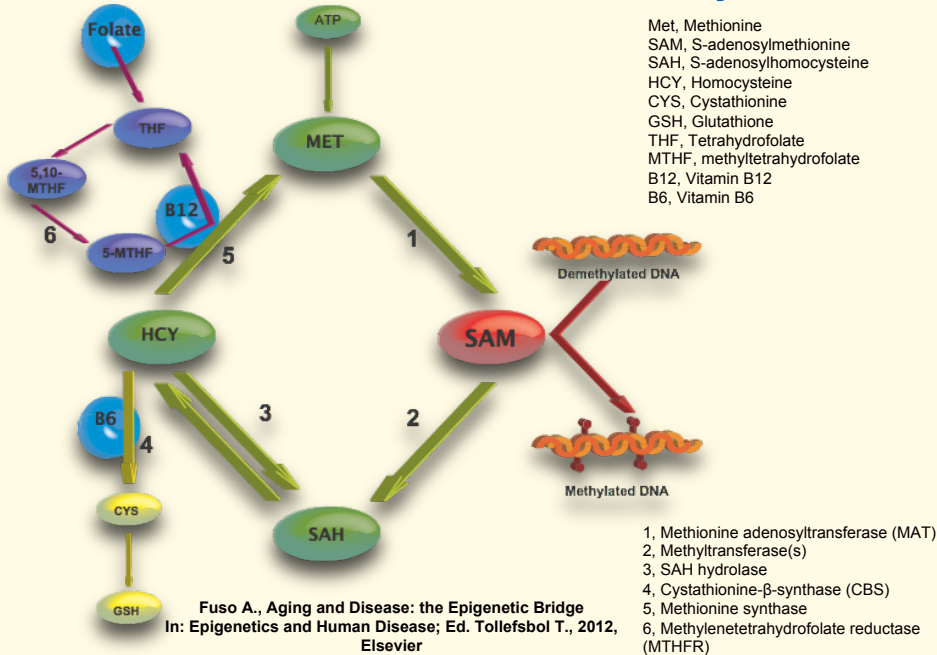 Folate
ATP
THF
MET
5,10-
MTHF
B12
6
5-MTHF
5
1
HCY
SAM
B6
4
3
2
CYS
SAH
GSH
Demethylated DNA
Methylated DNA
Met, Methionine
SAM, S-adenosylmethionine
SAH, S-adenosylhomocysteine
HCY, Homocysteine
CYS, Cystathionine
GSH, Glutathione
THF, Tetrahydrofolate
MTHF, methyltetrahydrofolate
B12, Vitamin B12
B6, Vitamin B6
1, Methionine adenosyltransferase (MAT)
2, Methyltransferase(s)
3, SAH hydrolase
4, Cystathionine-β-synthase (CBS)
5, Methionine synthase
6, Methylenetetrahydrofolate reductase
(MTHFR)
Fuso A., Aging and Disease: the Epigenetic Bridge
In: Epigenetics and Human Disease; Ed. Tollefsbol T., 2012,
Elsevier